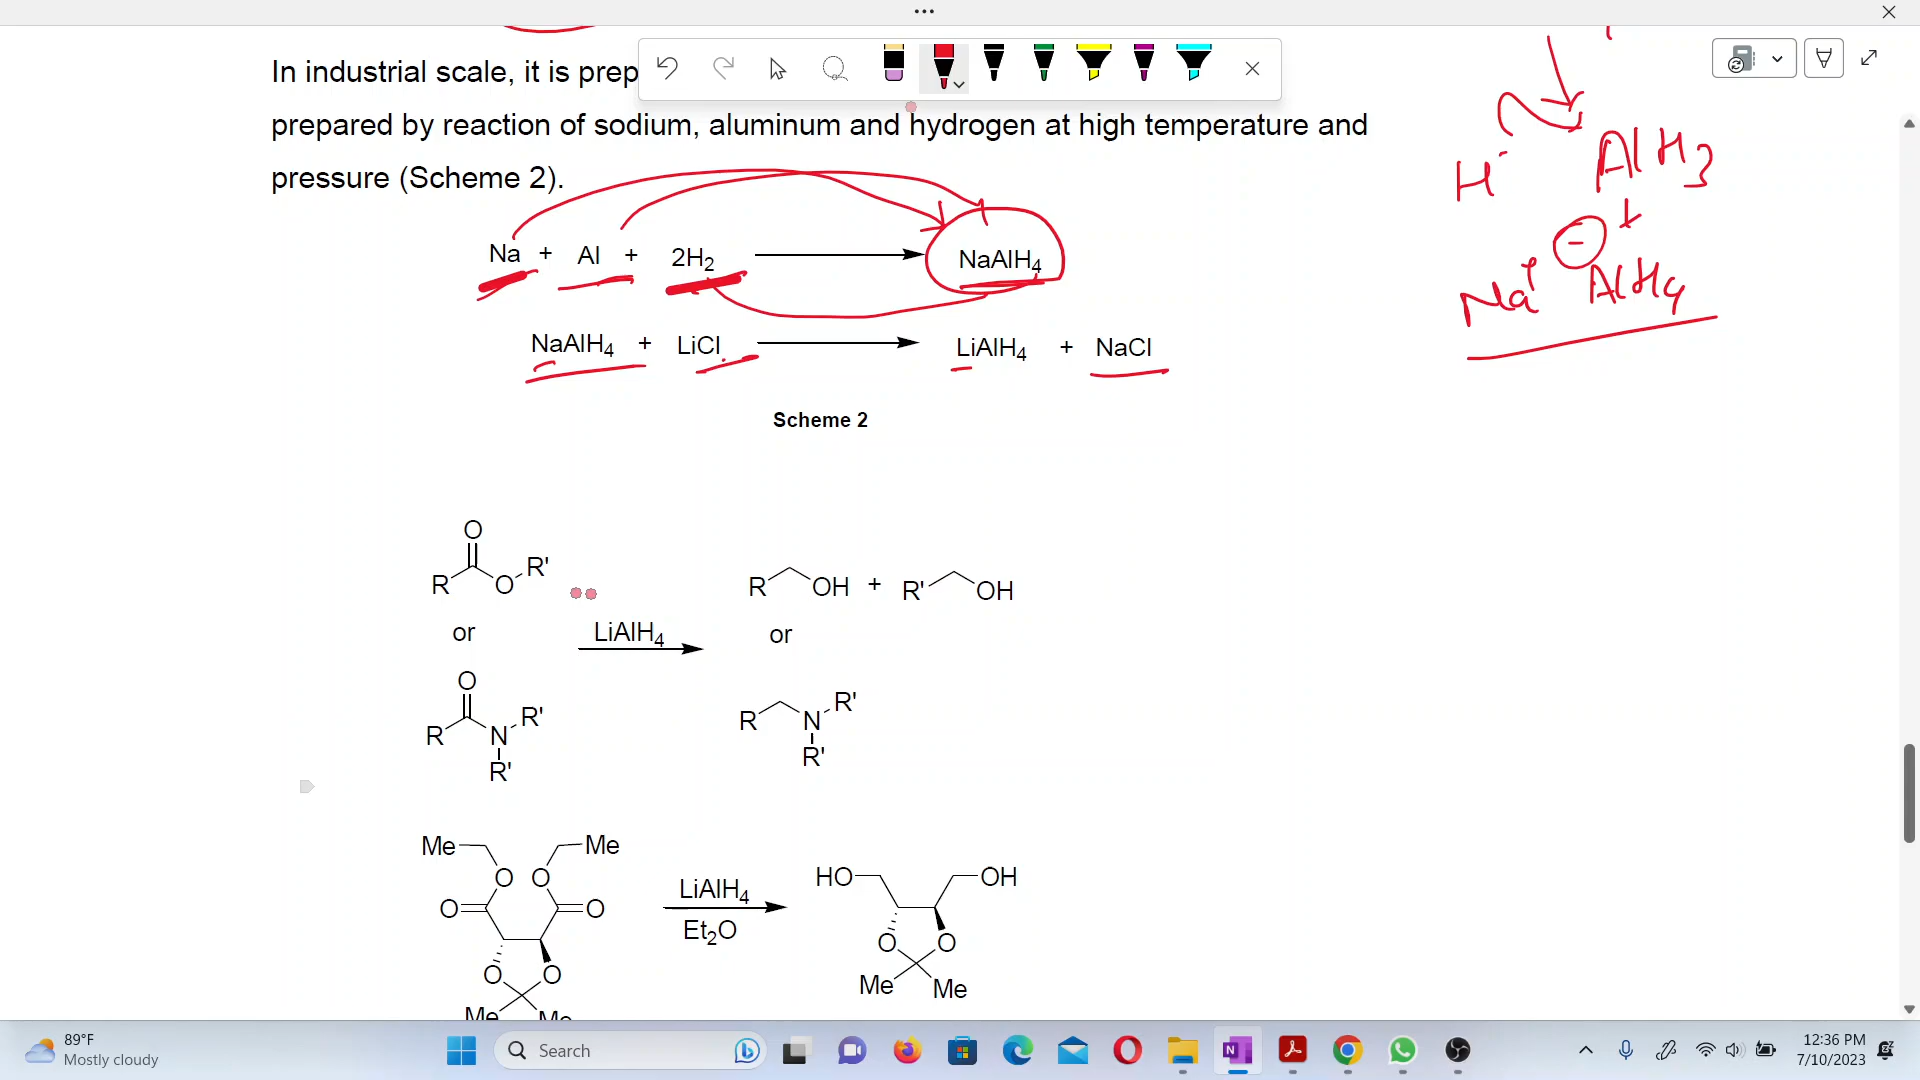 In industrial scale, it is prep
prepared by reaction of sodium, aluminum and hydrogen at high temperature and
pressure (Scheme 2).
Na + Al + 2H2 NaAlH4
NaAlH4 + LiCl LiAlH4 + NaCl
Scheme 2
H- AlH3
- +
Na+ AlH4
O
R O R'
R OH + R' OH
or LiAlH4 or
O
R N R'
R'
R N R'
R'
Me Me
O O
O O
LiAlH4
Et2O
O O
Me Me
HO OH
O O
Me Me
89°F
Mostly cloudy
Search
12:36 PM
7/10/2023